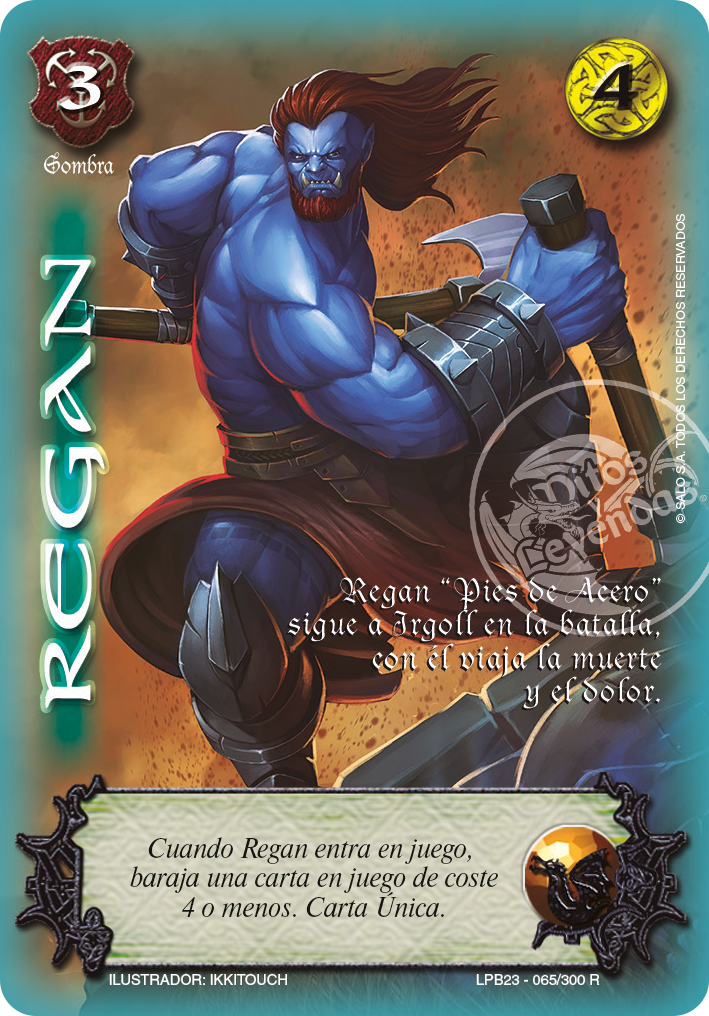 3
4
Sombra
REGAN
© SALO S.A. TODOS LOS DERECHOS RESERVADOS
Mitos
Leyendas
®
Regan “Pies de Acero”
sigue a Irgoll en la batalla,
con él viaja la muerte
y el dolor.
Cuando Regan entra en juego,
baraja una carta en juego de coste
4 o menos. Carta Única.
ILUSTRADOR: IKKITOUCH
LPB23 - 065/300 R